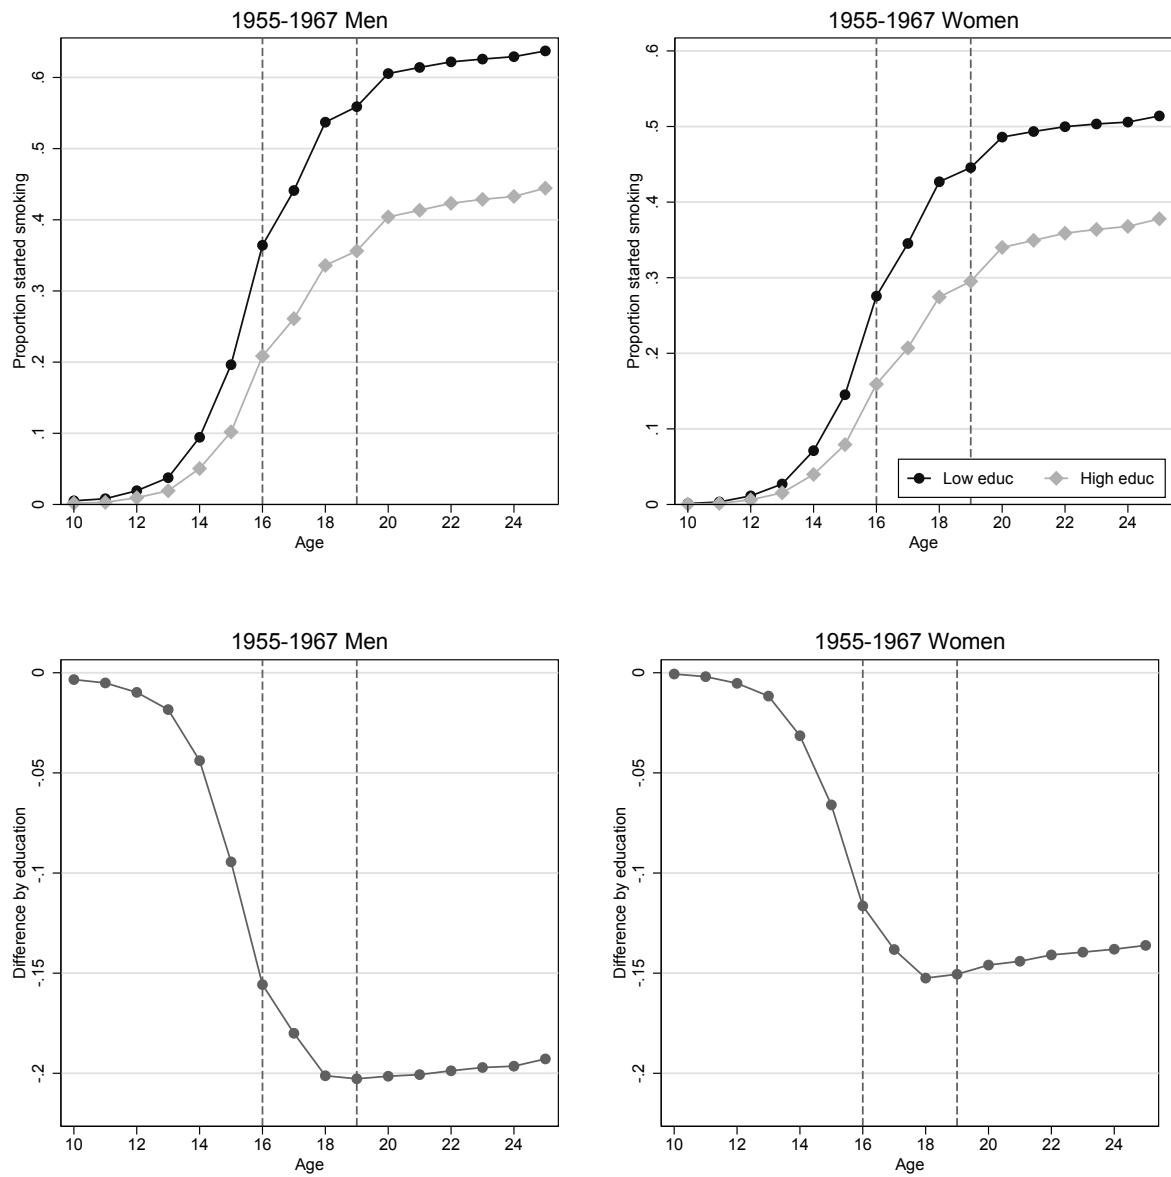 1955-1967 Men
Proportion started smoking
.6
.5
.4
.3
.2
.1
0
10 12 14 16 18 20 22 24
Age
1955-1967 Women
Proportion started smoking
.6
.5
.4
.3
.2
.1
0
Low educ High educ
10 12 14 16 18 20 22 24
Age
1955-1967 Men
Difference by education
0
-.05
-.1
-.15
-.2
10 12 14 16 18 20 22 24
Age
1955-1967 Women
Difference by education
0
-.05
-.1
-.15
-.2
10 12 14 16 18 20 22 24
Age